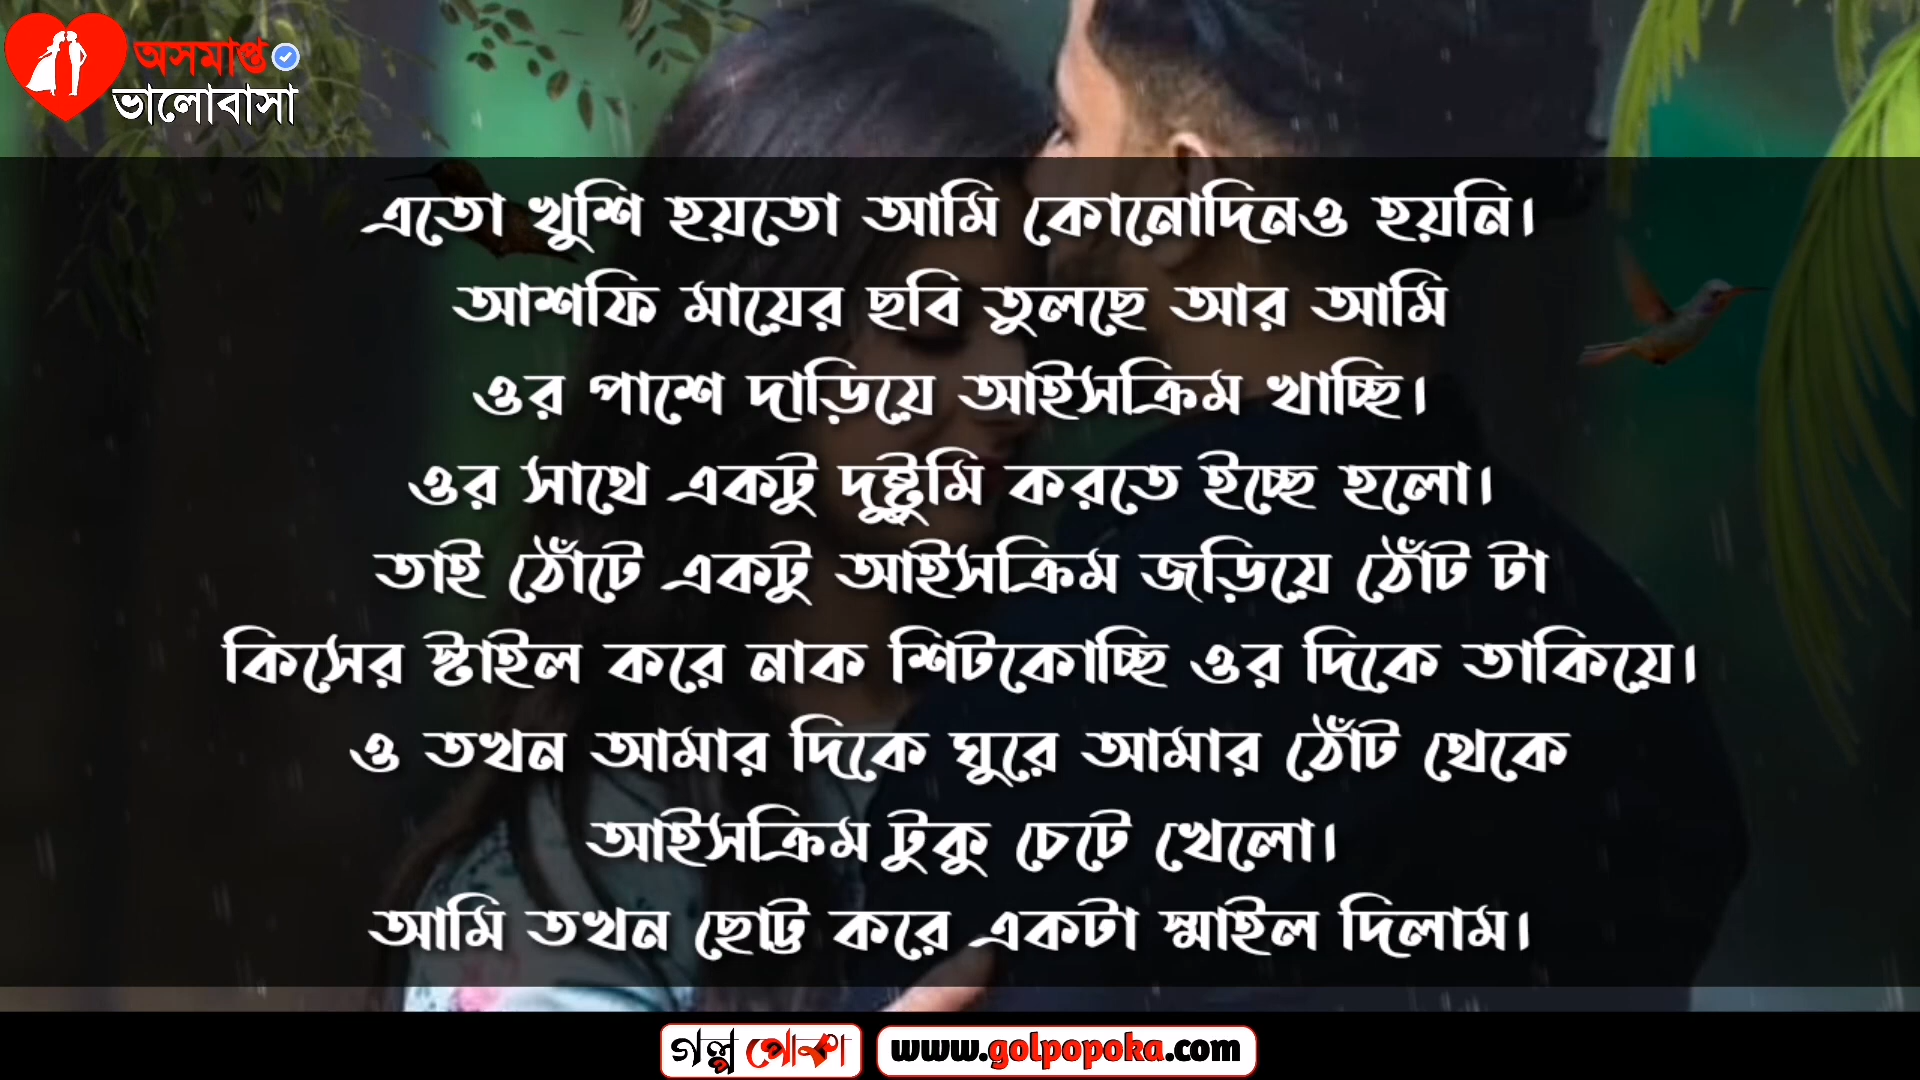 অসমাপ্ত
ভালোবাসা
এতো খুশি হয়তো আমি কোনোদিনও হয়নি।
আশফি মায়ের ছবি তুলছে আর আমি
ওর পাশে দাড়িয়ে আইসক্রিম খাচ্ছি।
ওর সাথে একটু দুষ্টুমি করতে ইচ্ছে হলো।
তাই ঠোঁটে একটু আইসক্রিম জড়িয়ে ঠোঁট টা
কিসের স্টাইল করে নাক শিটকোচ্ছি ওর দিকে তাকিয়ে।
ও তখন আমার দিকে ঘুরে আমার ঠোঁট থেকে
আইসক্রিম টুকু চেটে খেলো।
আমি তখন ছোট্ট করে একটা স্মাইল দিলাম।
গল্প পোকা www.golpopoka.com